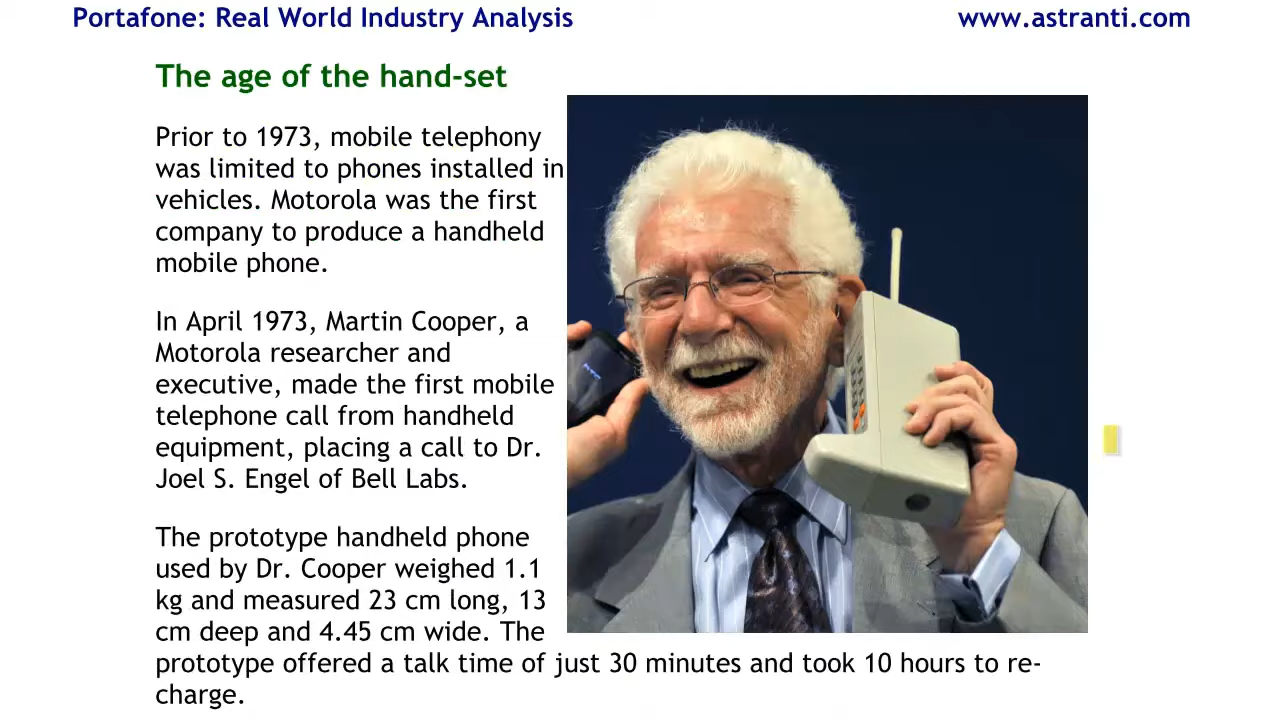 Portafone: Real World Industry Analysis
www.astranti.com
The age of the hand-set
Prior to 1973, mobile telephony
was limited to phones installed in
vehicles. Motorola was the first
company to produce a handheld
mobile phone.
In April 1973, Martin Cooper, a
Motorola researcher and
executive, made the first mobile
telephone call from handheld
equipment, placing a call to Dr.
Joel S. Engel of Bell Labs.
The prototype handheld phone
used by Dr. Cooper weighed 1.1
kg and measured 23 cm long, 13
cm deep and 4.45 cm wide. The
prototype offered a talk time of just 30 minutes and took 10 hours to re-
charge.